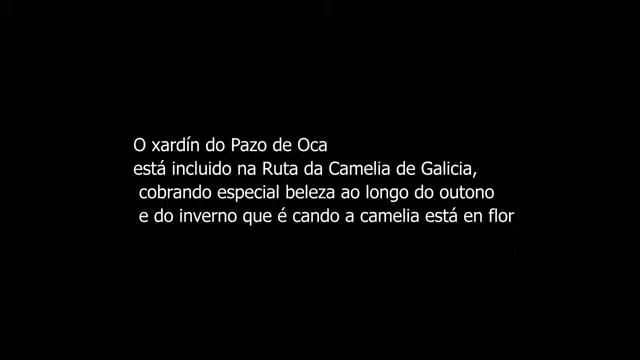 O xardín do Pazo de Oca
está incluido na Ruta da Camelia de Galicia,
cobrando especial beleza ao longo do outono
e do inverno que é cando a camelia está en flor